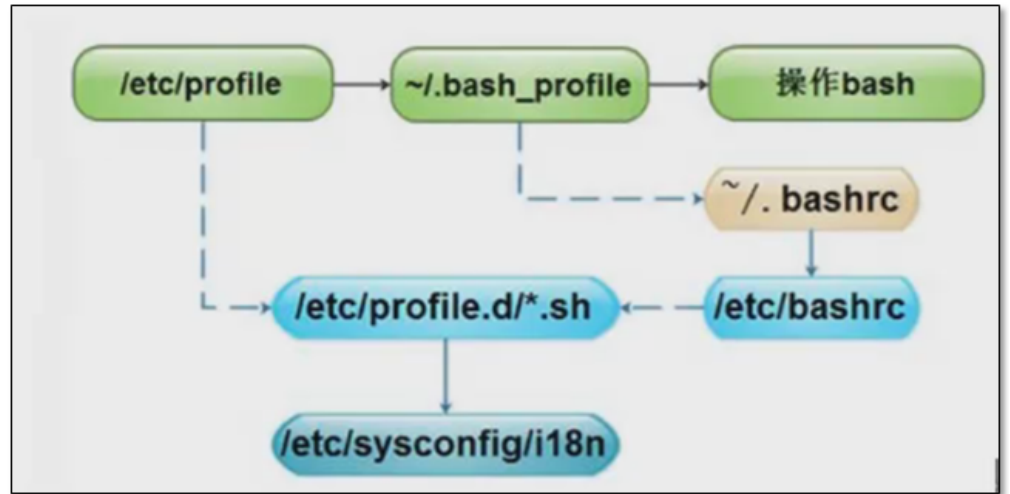 /etc/profile
~/.bash_profile
操作bash
~/. bashrc
/etc/profile.d/*.sh
/etc/bashrc
/etc/sysconfig/i18n